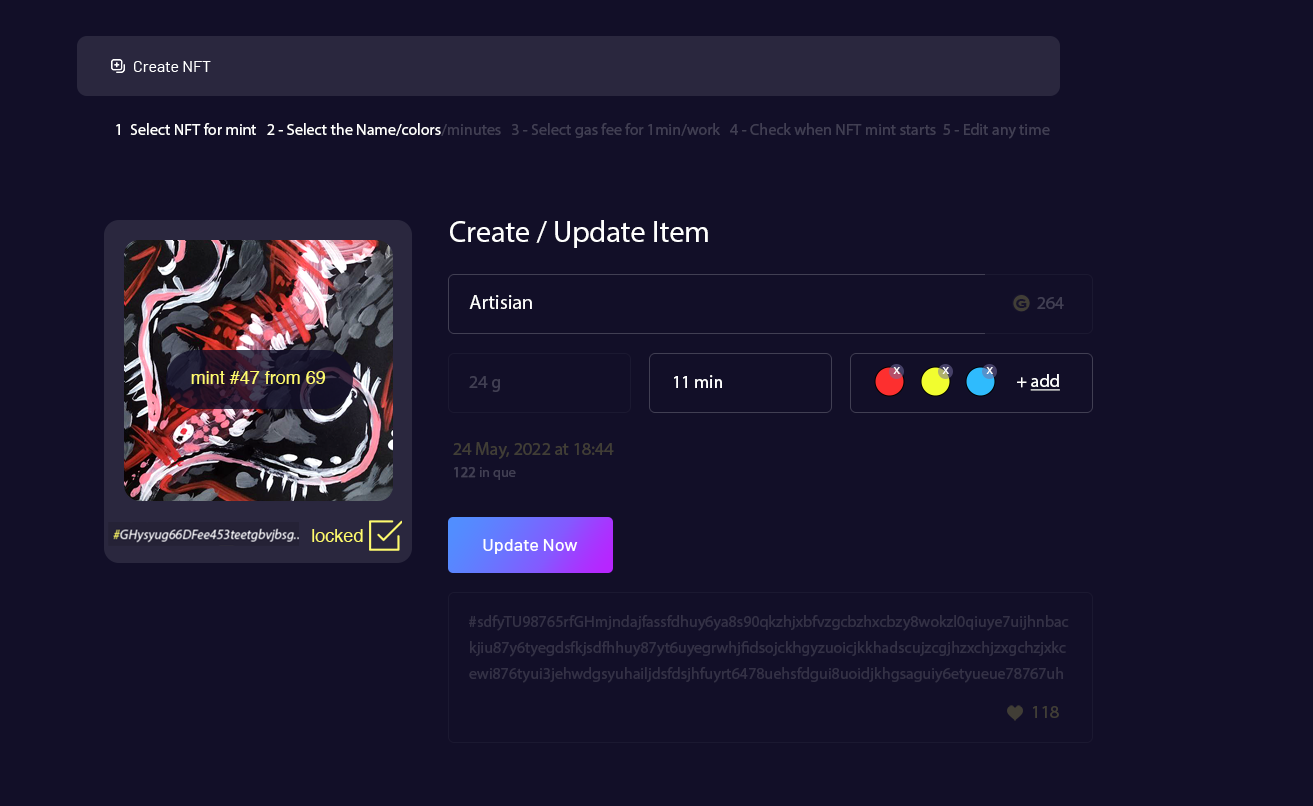 Create NFT
1 Select NFT for mint 2 - Select the Name/colors/minutes 3 - Select gas fee for 1min/work 4 - Check when NFT mint starts 5 - Edit any time
Create / Update Item
Artisian
264
24 g
11 min
x x x
+ add
mint #47 from 69
24 May, 2022 at 18:44
122 in que
#GHysyug66DFee453teetgbvjbsg..
locked
Update Now
#sdfyTU98765rfGHmjndajfassfdhuy6ya8s90qkzhjxbfvzgcbzhxcbzy8wokzl0qiuye7uijhnbac
kjiu87y6tyegdsfkjsdfhhuy87yt6uyegrwhjfidsojckhgyzuoicjkkhadscujzcgjhzxchjzxgchzjxkc
ewi876tyui3jehwdgsyuhailjdsfdsjhfuyrt6478uehsfdgui8uoidjkhgsaguiy6etyueue78767uh
118